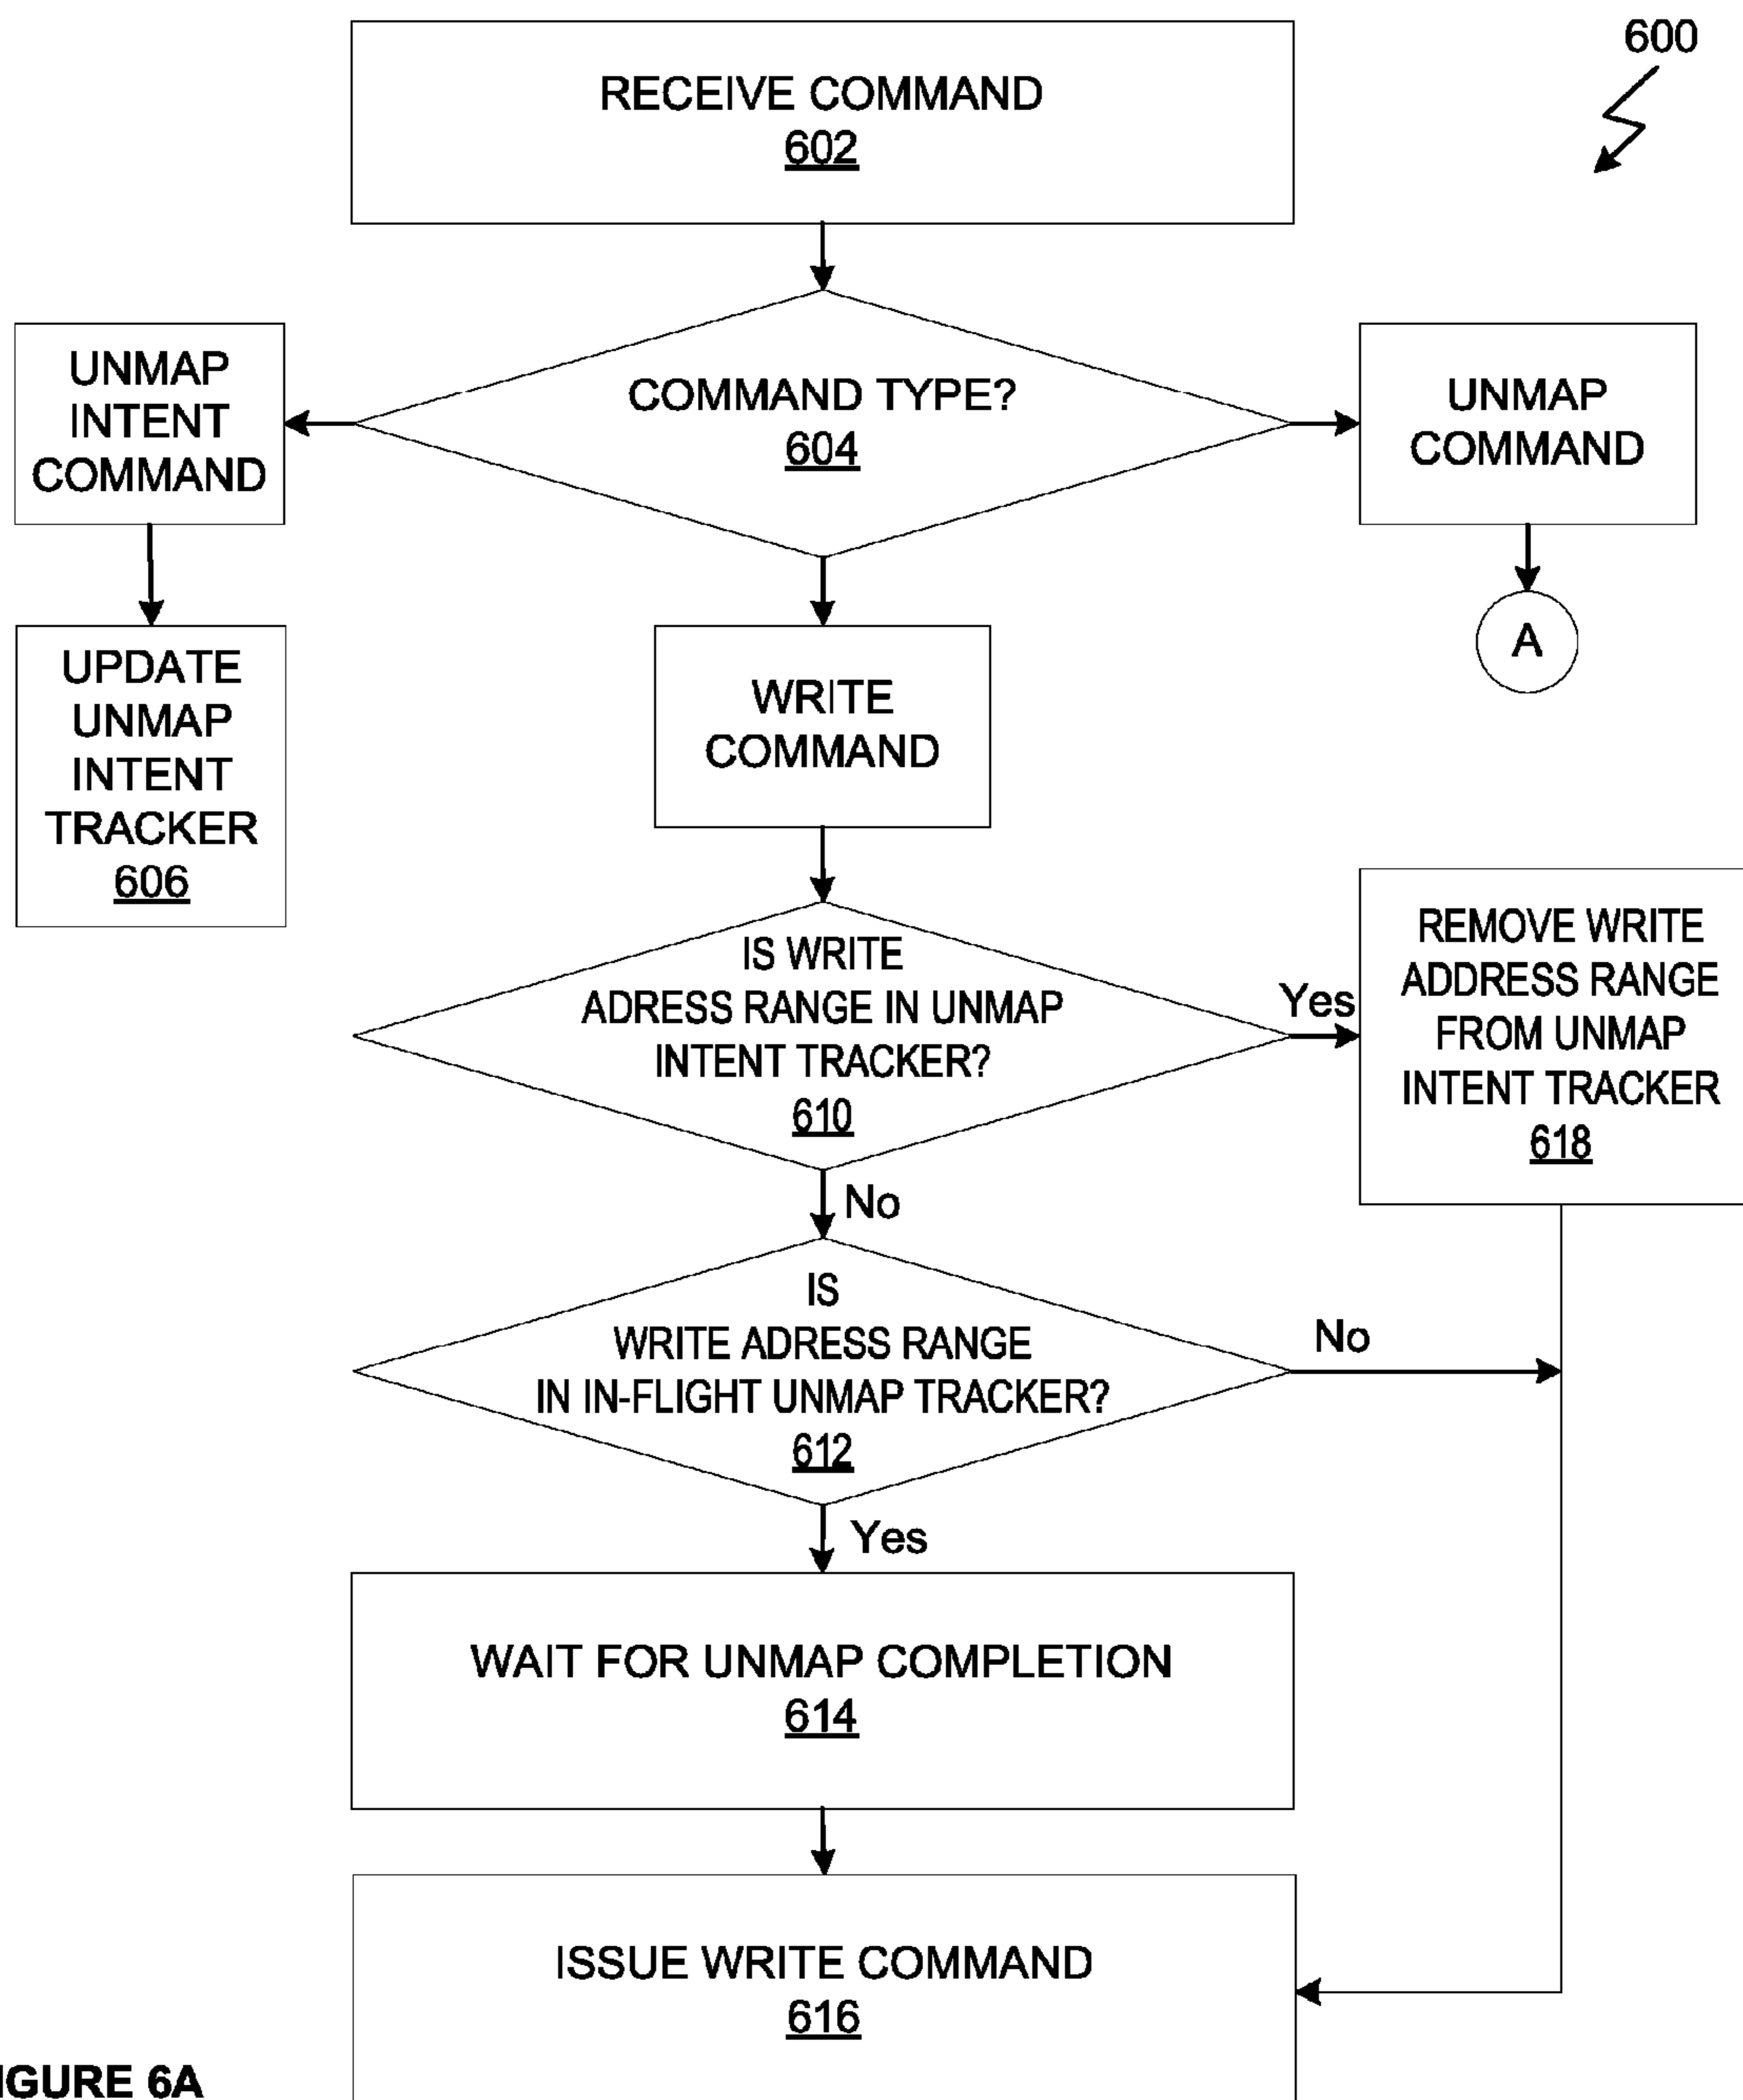 600
RECEIVE COMMAND
602
UNMAP
INTENT
COMMAND
COMMAND TYPE?
604
UNMAP
COMMAND
UPDATE
UNMAP
INTENT
TRACKER
606
WRITE
COMMAND
A
IS WRITE
ADRESS RANGE IN UNMAP
INTENT TRACKER?
610
Yes
REMOVE WRITE
ADDRESS RANGE
FROM UNMAP
INTENT TRACKER
618
No
IS
WRITE ADRESS RANGE
IN IN-FLIGHT UNMAP TRACKER?
612
No
Yes
WAIT FOR UNMAP COMPLETION
614
ISSUE WRITE COMMAND
616
IGURE 6A